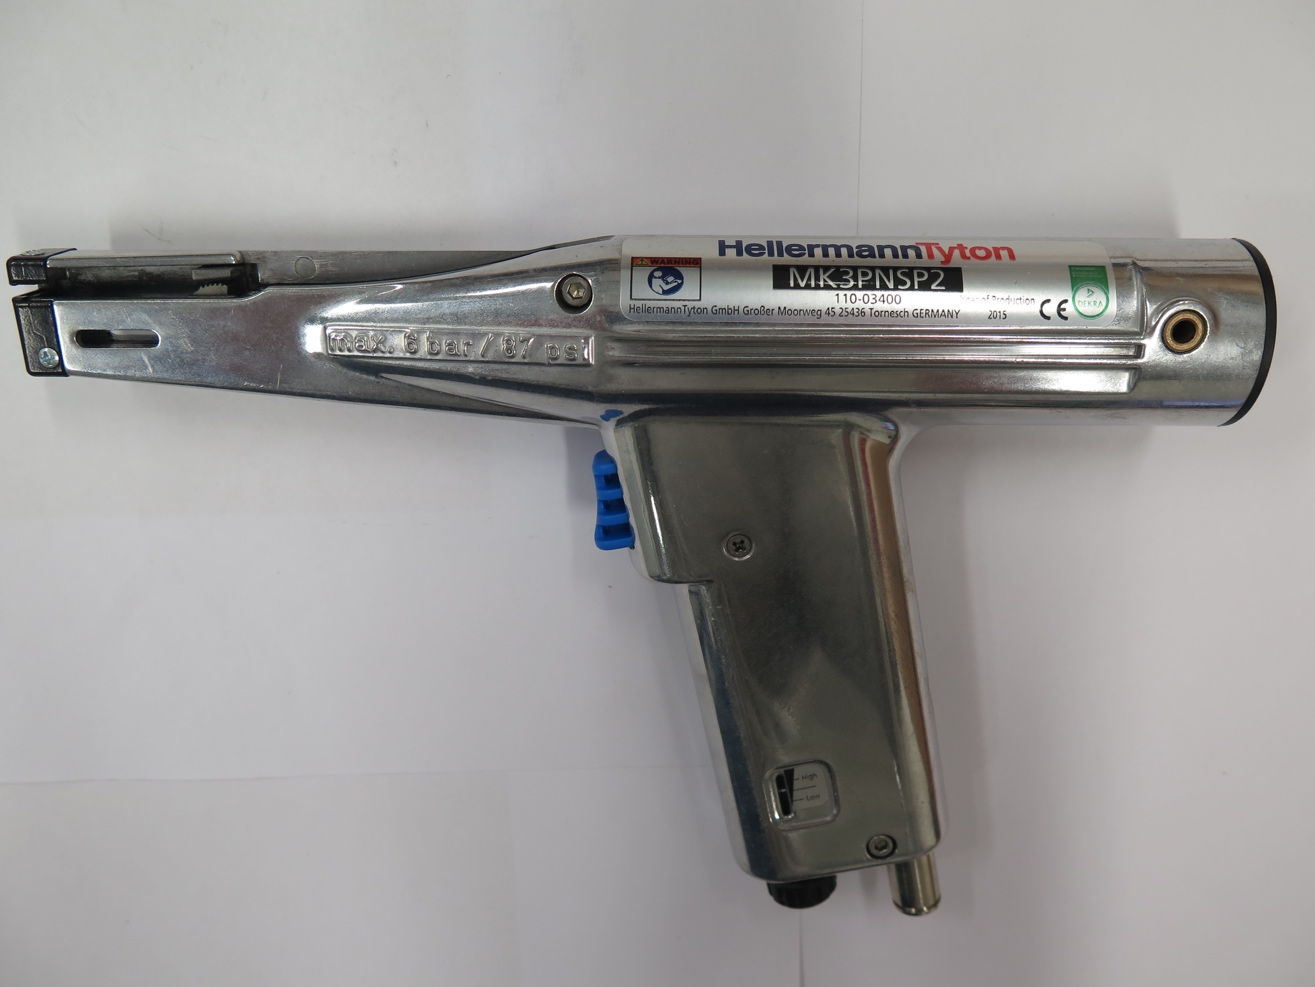 HellermannTyton
WARNING
MK3PNSP2
110-03400
Year of Production
HellermannTyton GmbH Großer Moorweg 45 25436 Tornesch GERMANY
2015
CE
DEKRA
max. 6 bar / 87 psi
High
Low